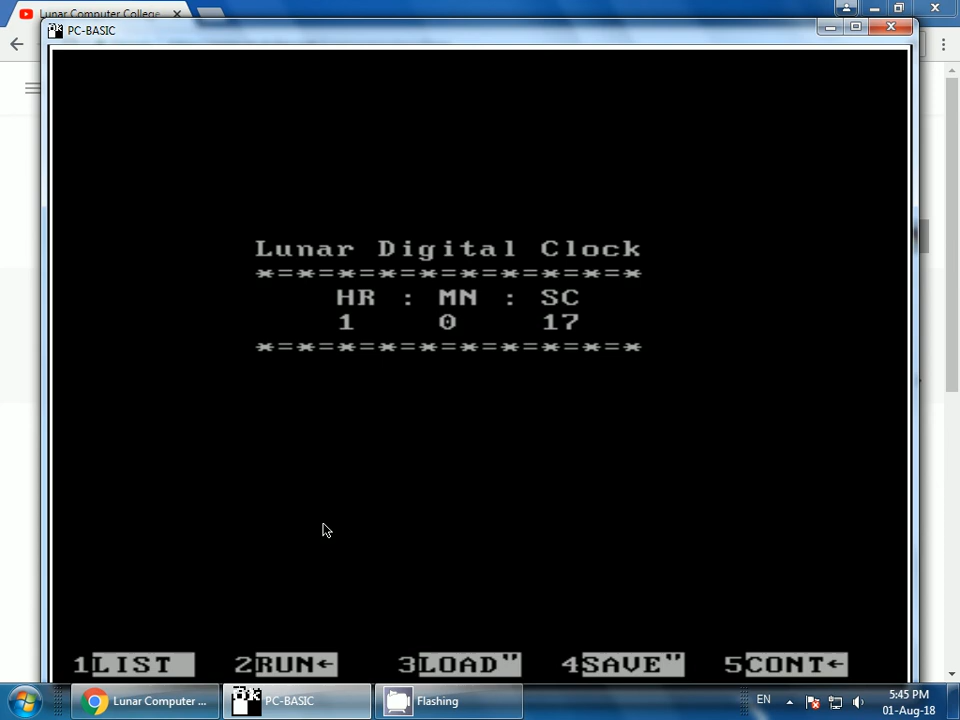 Lunar Computer College
PC-BASIC
Lunar Digital Clock
*=*=*=*=*=*=*=*=*=*
HR : MN : SC
1 0 17
*=*=*=*=*=*=*=*=*=*
1LIST 2RUN← 3LOAD" 4SAVE" 5CONT←
Lunar Computer ... PC-BASIC Flashing EN 5:45 PM
01-Aug-18